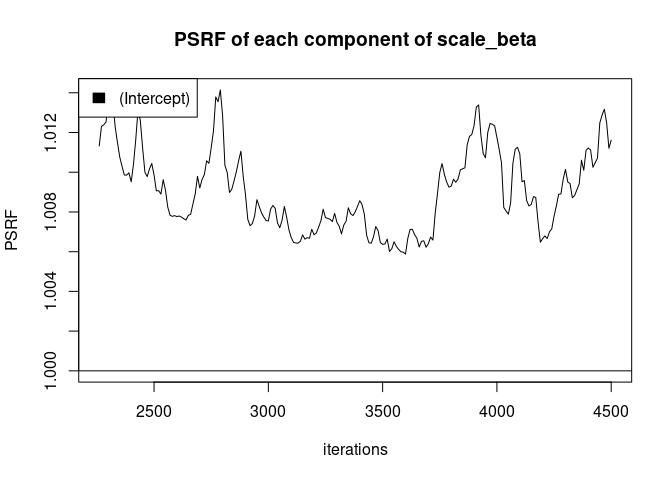 PSRF of each component of scale_beta
(Intercept)
PSRF
1.012
1.008
1.004
1.000
2500 3000 3500 4000 4500
iterations